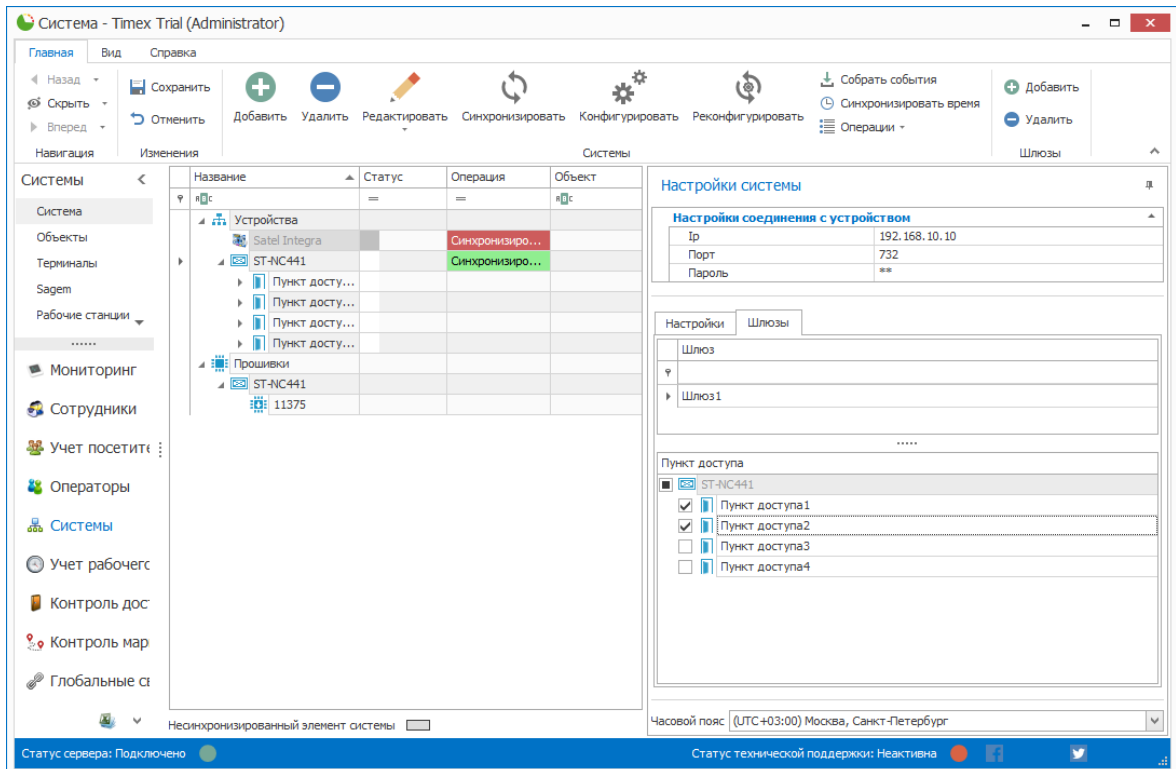 Система - Timex Trial (Administrator)
Главная Вид Справка
Назад
Скрыть
Вперед
Навигация
Сохранить
Отменить
Изменения
Добавить Удалить Редактировать Синхронизировать Конфигурировать Реконфигурировать
Собрать события
Синхронизировать время
Операции
Системы
Добавить
Удалить
Шлюзы
Системы
Система
Объекты
Терминалы
Sagem
Рабочие станции
Мониторинг
Сотрудники
Учет посетите
Операторы
Системы
Учет рабочегс
Контроль дос
Контроль мар
Глобальные св
Название Статус Операция Объект
Устройства
Satel Integra Синхронизиро...
ST-NC441 Синхронизиро...
Пункт досту...
Пункт досту...
Пункт досту...
Пункт досту...
Прошивки
ST-NC441
11375
Несинхронизированный элемент системы
Настройки системы
Настройки соединения с устройством
Ip 192.168.10.10
Порт 732
Пароль **
Настройки Шлюзы
Шлюз
Шлюз1
Пункт доступа
ST-NC441
Пункт доступа1
Пункт доступа2
Пункт доступа3
Пункт доступа4
Часовой пояс (UTC+03:00) Москва, Санкт-Петербург
Статус сервера: Подключено Статус технической поддержки: Неактивна